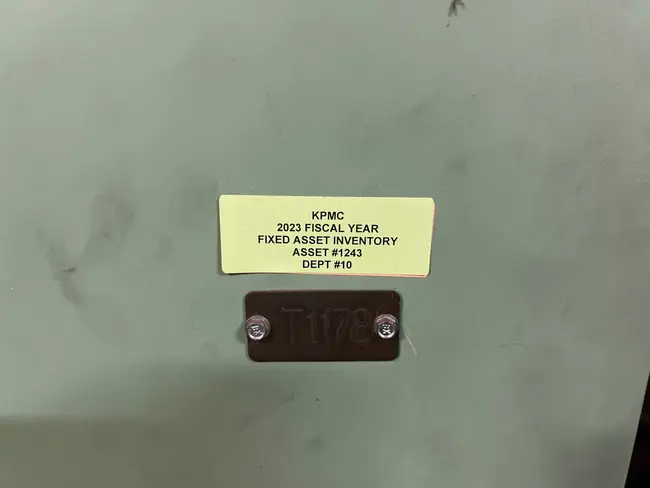 KPMC
2023 FISCAL YEAR
FIXED ASSET INVENTORY
ASSET #1243
DEPT #10
T1178